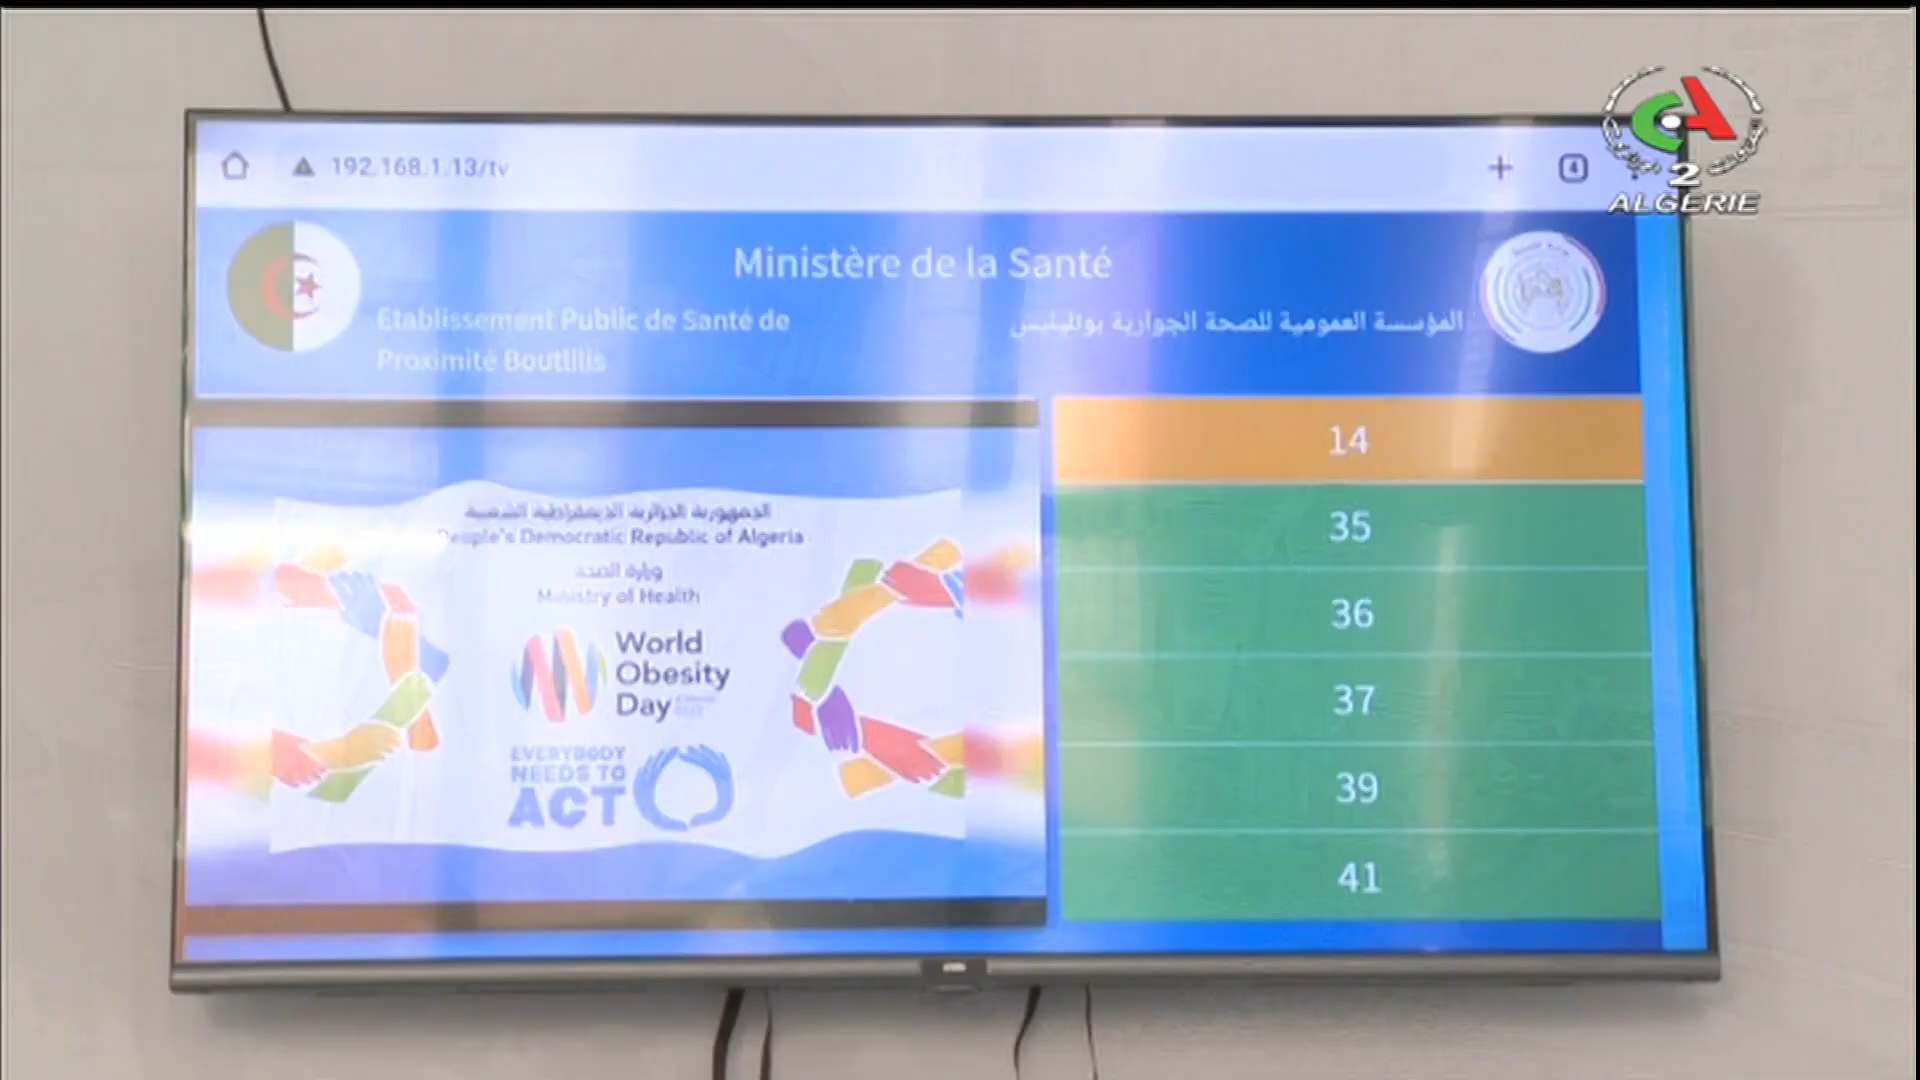 192.168.1.13/tv
4
2
ALGERIE
Ministère de la Santé
Etablissement Public de Santé de
Proximité Boutlilis
المؤسسة العمومية للصحة الجوارية بوتليليس
14
الجمهورية الجزائرية الديمقراطية الشعبية
People's Democratic Republic of Algeria
وزارة الصحة
Ministry of Health
World
Obesity
Day
EVERYBODY
NEEDS TO
ACT
35
36
37
39
41